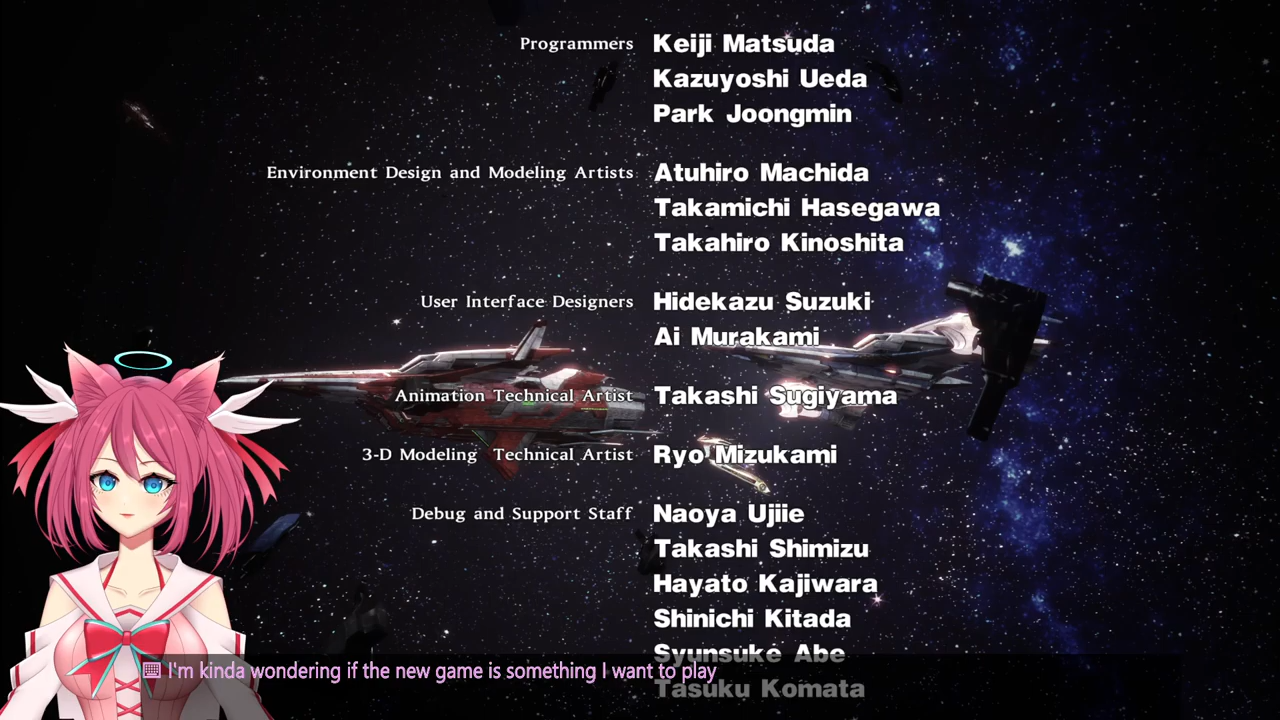 Programmers Keiji Matsuda
Kazuyoshi Ueda
Park Joongmin
Environment Design and Modeling Artists Atuhiro Machida
Takamichi Hasegawa
Takahiro Kinoshita
User Interface Designers Hidekazu Suzuki
Ai Murakami
Animation Technical Artist Takashi Sugiyama
3-D Modeling Technical Artist Ryo Mizukami
Debug and Support Staff Naoya Ujiie
Takashi Shimizu
Hayato Kajiwara
Shinichi Kitada
Syunsuke Abe
I'm kinda wondering if the new game is something I want to play
Tasuku Komata